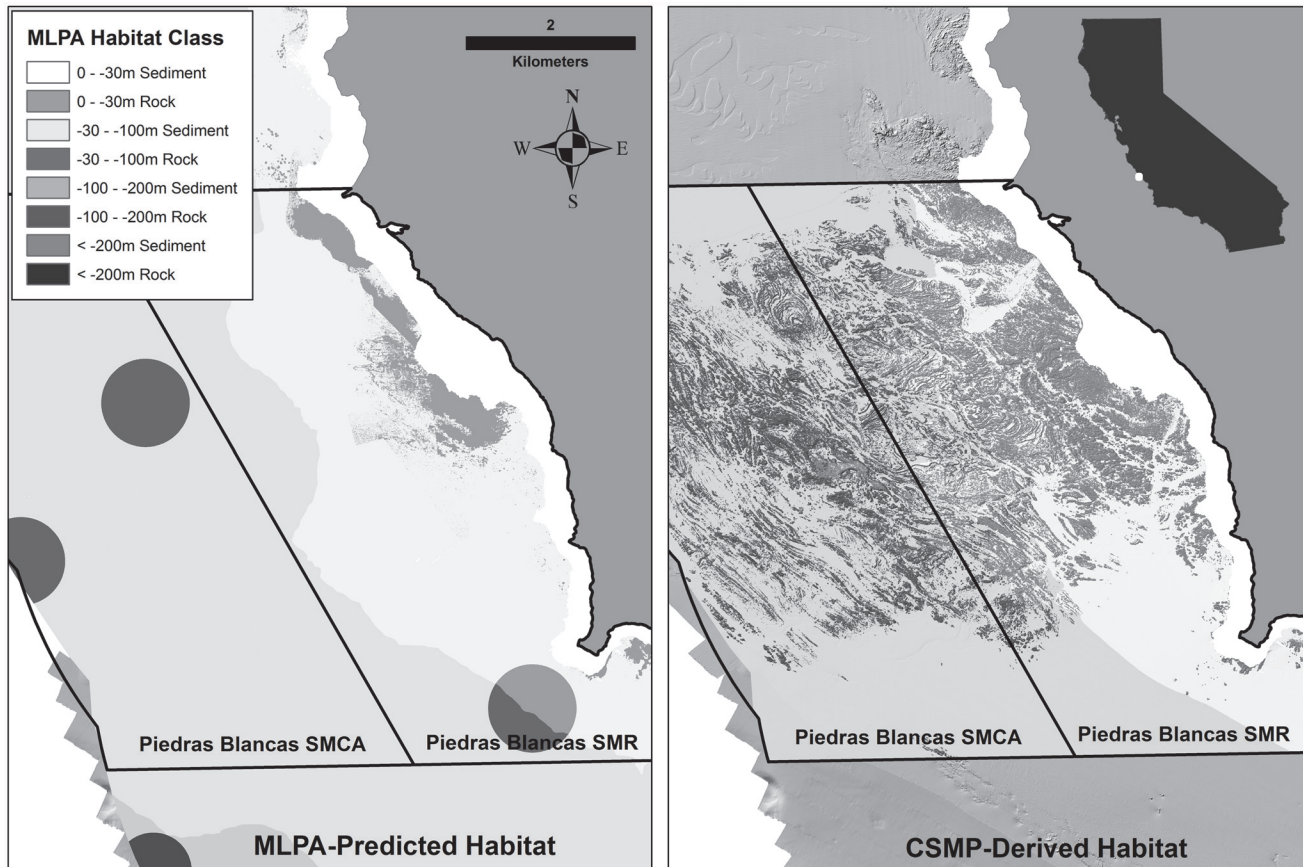 MLPA Habitat Class
0 - -30m Sediment
0 - -30m Rock
-30 - -100m Sediment
-30 - -100m Rock
-100 - -200m Sediment
-100 - -200m Rock
< -200m Sediment
< -200m Rock
2
Kilometers
N
W
E
S
Piedras Blancas SMCA
Piedras Blancas SMR
MLPA-Predicted Habitat
Piedras Blancas SMCA
Piedras Blancas SMR
CSMP-Derived Habitat